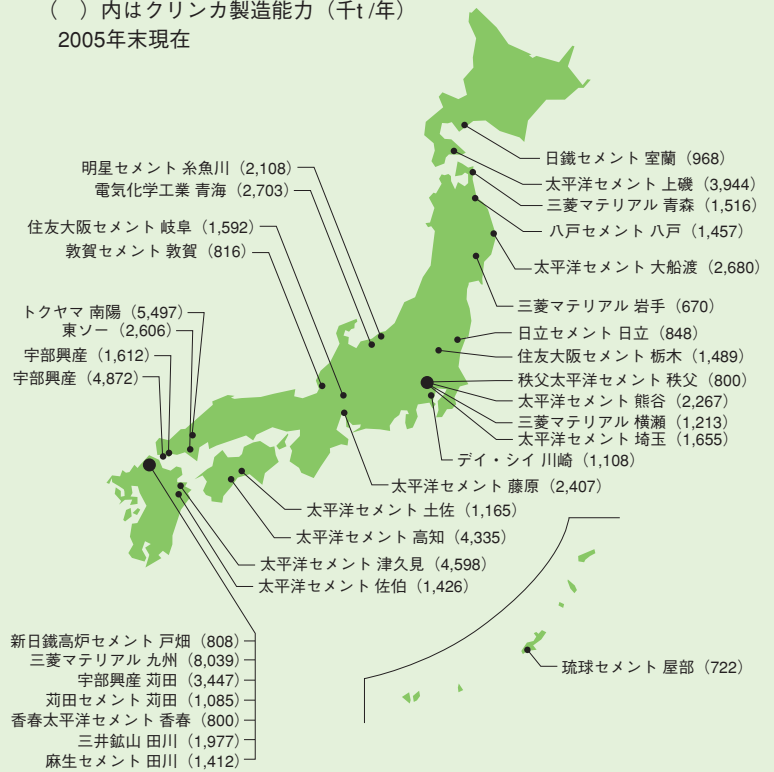 （　）内はクリンカ製造能力（千t /年）
2005年末現在
日鐵セメント 室蘭（968）
太平洋セメント 上磯（3,944）
三菱マテリアル 青森（1,516）
八戸セメント 八戸（1,457）
太平洋セメント 大船渡（2,680）
三菱マテリアル 岩手（670）
日立セメント 日立（848）
住友大阪セメント 栃木（1,489）
秩父太平洋セメント 秩父（800）
太平洋セメント 熊谷（2,267）
三菱マテリアル 横瀬（1,213）
太平洋セメント 埼玉（1,655）
デイ・シイ 川崎（1,108）
明星セメント 糸魚川（2,108）
電気化学工業 青海（2,703）
住友大阪セメント 岐阜（1,592）
敦賀セメント 敦賀（816）
トクヤマ 南陽（5,497）
東ソー（2,606）
宇部興産（1,612）
宇部興産（4,872）
太平洋セメント 藤原（2,407）
太平洋セメント 土佐（1,165）
太平洋セメント 高知（4,335）
太平洋セメント 津久見（4,598）
太平洋セメント 佐伯（1,426）
新日鐵高炉セメント 戸畑（808）
三菱マテリアル 九州（8,039）
宇部興産 苅田（3,447）
苅田セメント 苅田（1,085）
香春太平洋セメント 香春（800）
三井鉱山 田川（1,977）
麻生セメント 田川（1,412）
琉球セメント 屋部（722）